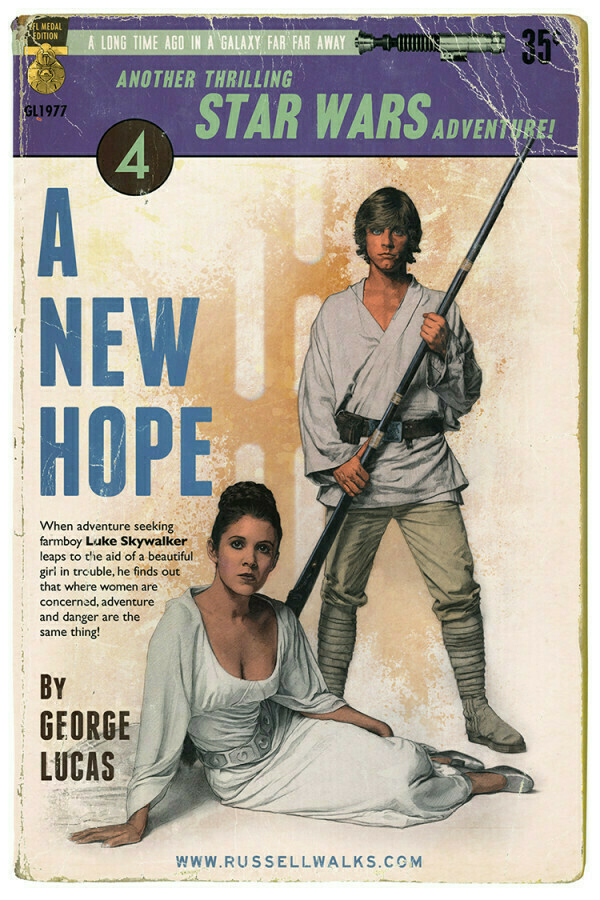 FL MEDAL
EDITION
A LONG TIME AGO IN A GALAXY FAR FAR AWAY
35¢
GL1977
ANOTHER THRILLING
STAR WARS ADVENTURE!
4
A
NEW
HOPE
When adventure seeking
farmboy Luke Skywalker
leaps to the aid of a beautiful
girl in trouble, he finds out
that where women are
concerned, adventure
and danger are the
same thing!
BY
GEORGE
LUCAS
WWW.RUSSELLWALKS.COM